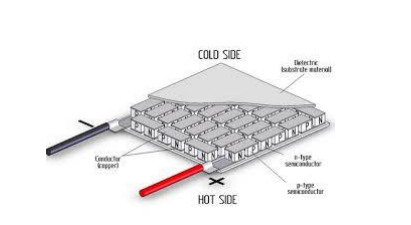 COLD SIDE
Dielectric
(substrate material)
Conductor
(copper)
n-type
semiconductor
p-type
semiconductor
HOT SIDE